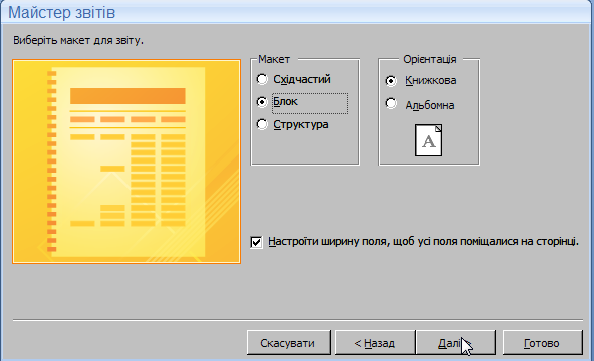 Майстер звітів
Виберіть макет для звіту.
Макет
Східчастий
Блок
Структура
Орієнтація
Книжкова
Альбомна
A
Настроїти ширину поля, щоб усі поля поміщалися на сторінці.
Скасувати
< Назад
Готово